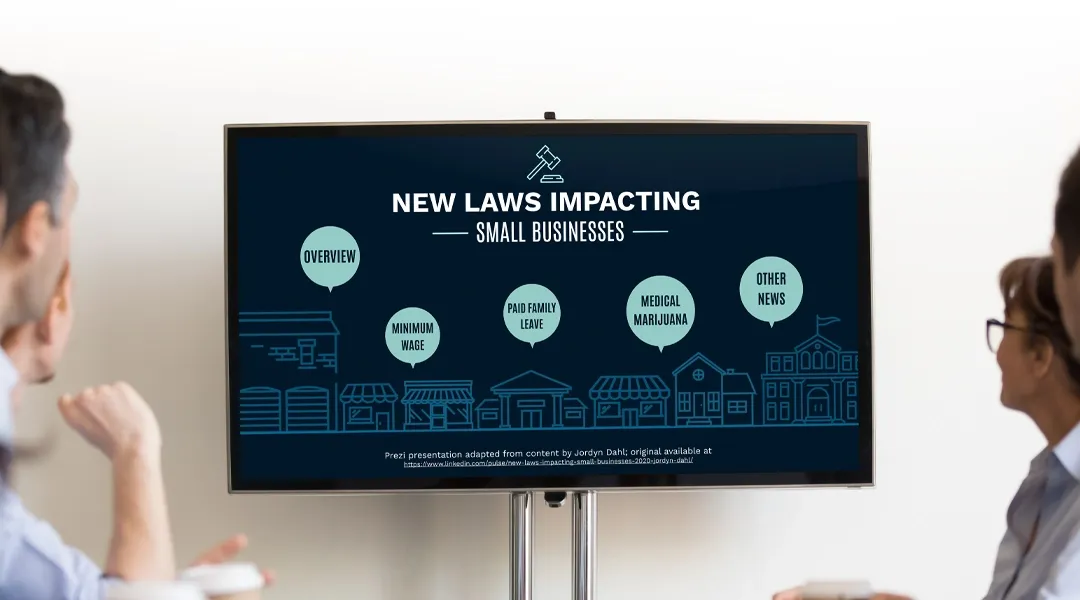 NEW LAWS IMPACTING
SMALL BUSINESSES
OVERVIEW
MINIMUM
WAGE
PAID FAMILY
LEAVE
MEDICAL
MARIJUANA
OTHER
NEWS
Prezi presentation adapted from content by Jordyn Dahl; original available at
https://www.linkedin.com/pulse/new-laws-impacting-small-businesses-2020-jordyn-dahl/